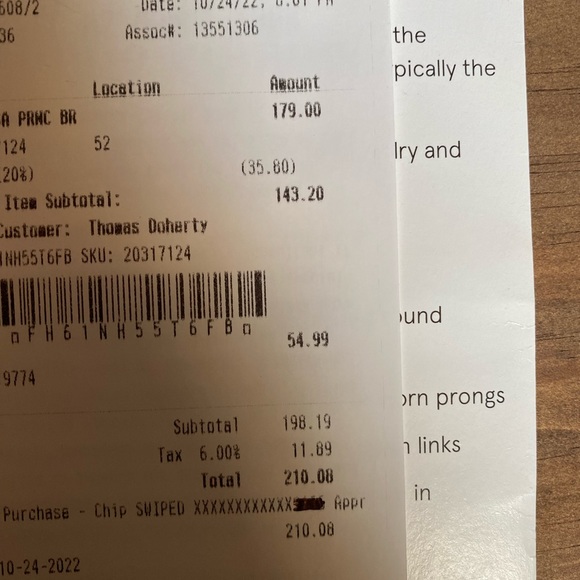 608/2 Date: 10/24/22, 8:01 PM
36 Assoc#: 13551306
Location Amount
A PRNC BR 179.00
7124 52
(20%) (35.80)
Item Subtotal: 143.20
Customer: Thomas Doherty
1NH55T6FB SKU: 20317124
FH61NH55T6FB
54.99
9774
Subtotal 198.19
Tax 6.00% 11.89
Total 210.08
Purchase - Chip SWIPED XXXXXXXXXXXX Appr
210.08
10-24-2022
the
pically the
lry and
ound
orn prongs
n links
in